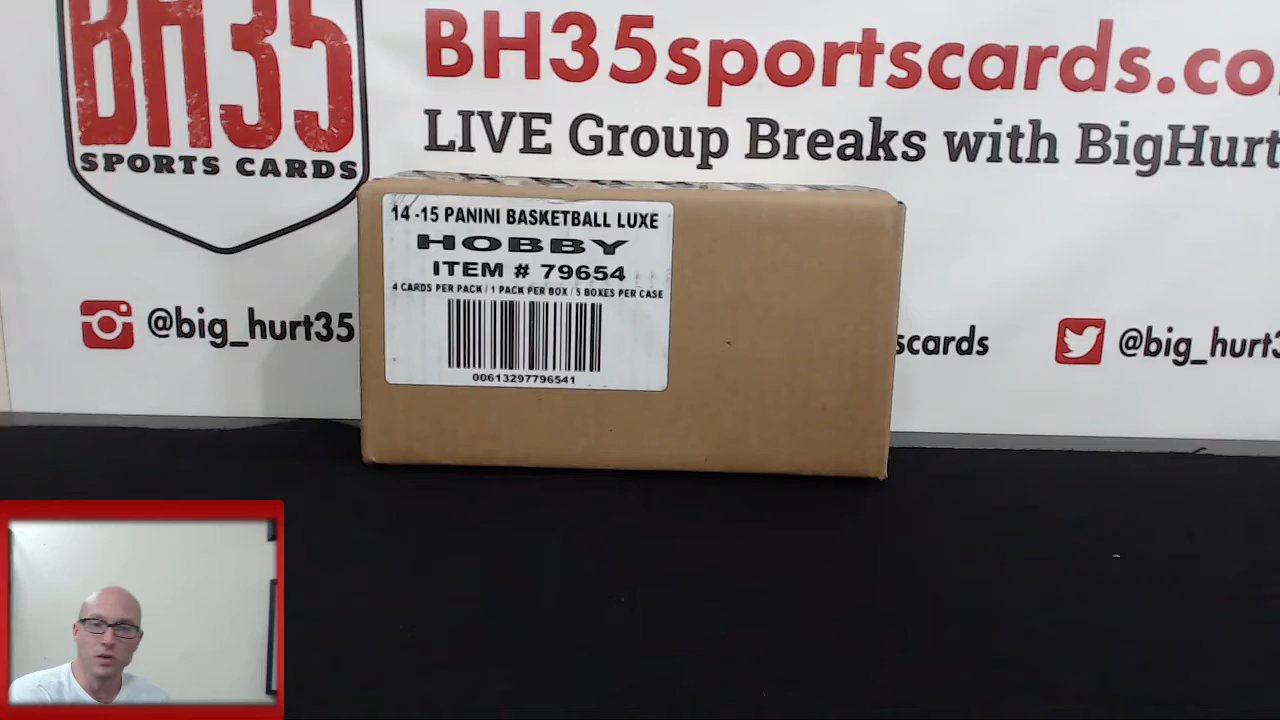 BH35
SPORTS CARDS
BH35sportscards.co
LIVE Group Breaks with BigHurt
14-15 PANINI BASKETBALL LUXE
HOBBY
ITEM # 79654
4 CARDS PER PACK / 1 PACK PER BOX / 5 BOXES PER CASE
00613297796541
@big_hurt35
scards
@big_hurt3